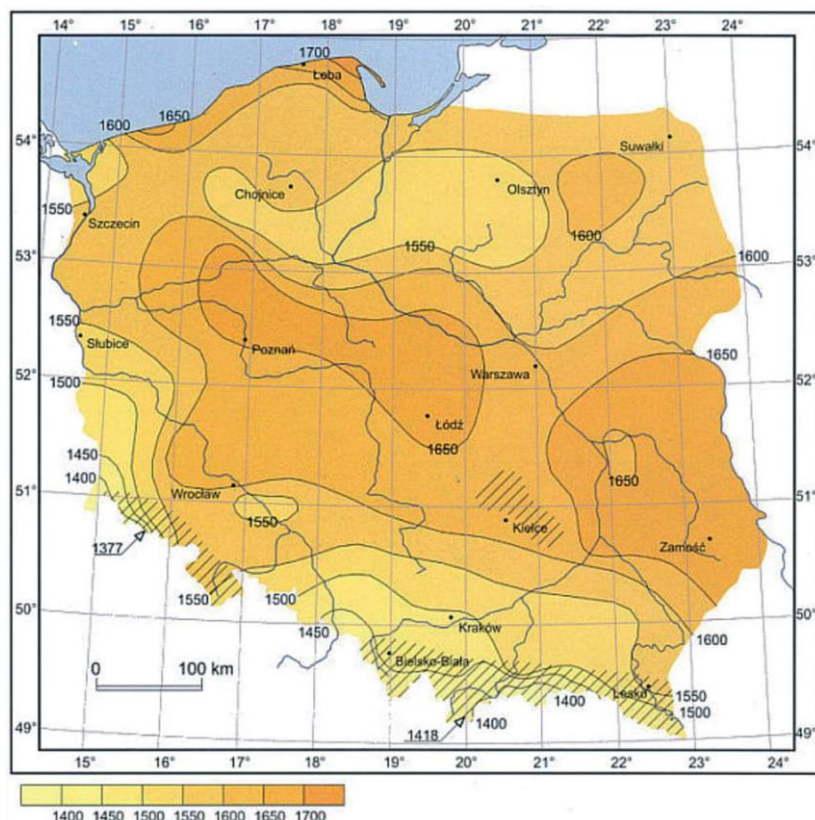 14° 15° 16° 17° 18° 19° 20° 21° 22° 23° 24°
1700
Łeba
1650
1600
54° 54°
Suwałki
Chojnice
Olsztyn
1550
Szczecin
1600
1550
53° 1600 53°
1550
Słubice
Poznań
1650
Warszawa
52° 52°
1500
Łódź
1650
1450
1650
1400
51° 51°
Wrocław
1550
Kielce
1377
Zamość
1550
1500
50° 50°
Kraków
1450
1600
0 100 km
Bielsko-Biała
Lesko
1550
1400
1400
1500
49° 49°
1418
15° 16° 17° 18° 19° 20° 21° 22° 23° 24°
1400 1450 1500 1550 1600 1650 1700